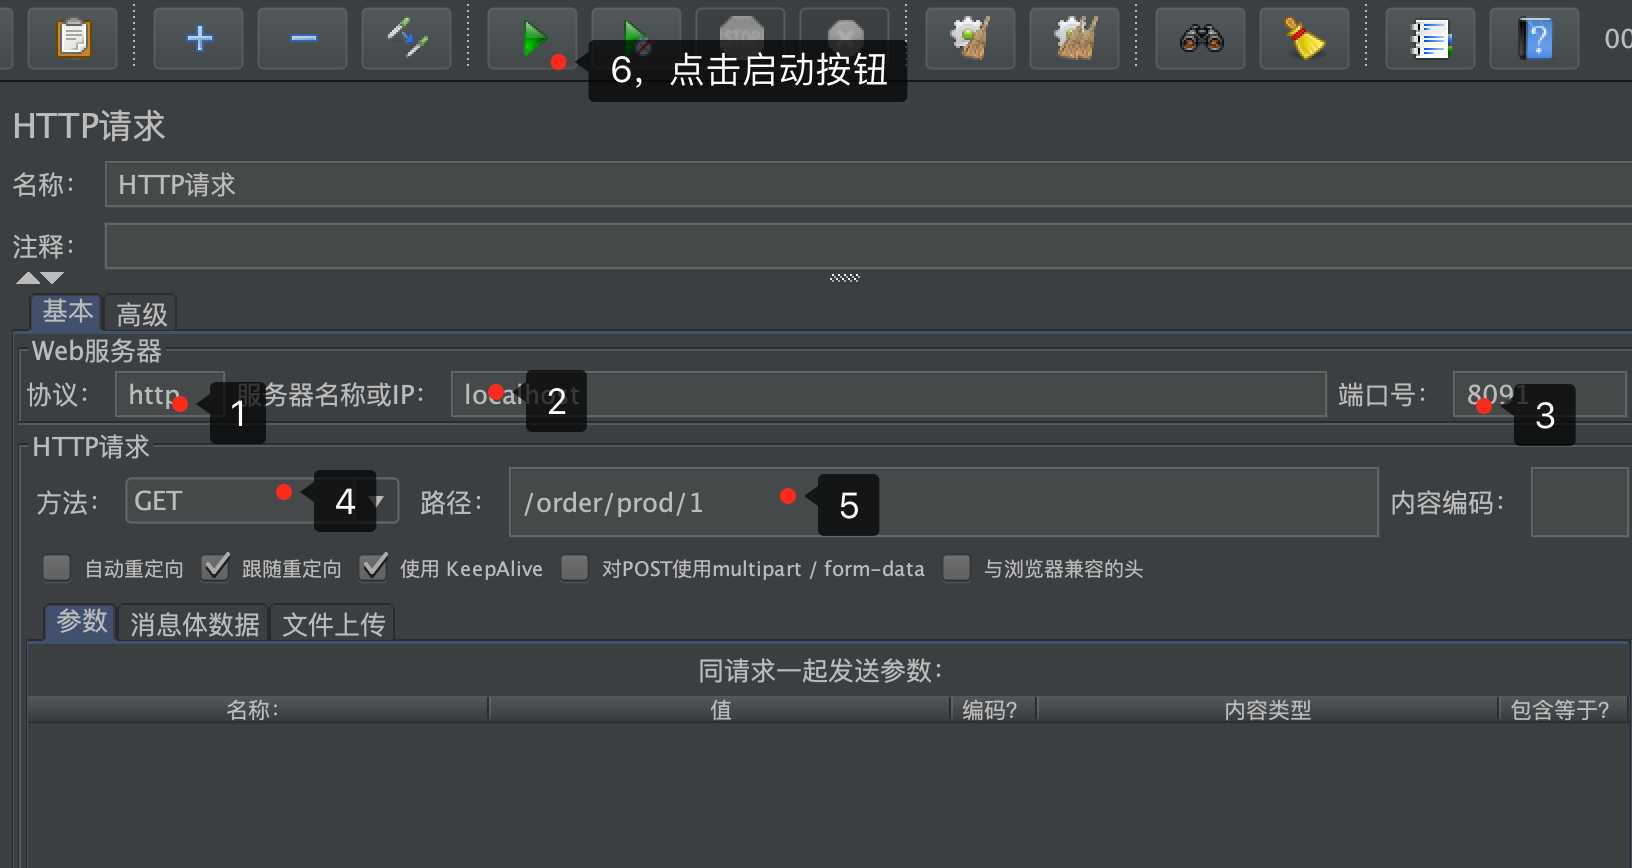 STOP
00
6，点击启动按钮
HTTP请求
名称：
HTTP请求
注释：
基本
高级
Web服务器
协议：
http
1
服务器名称或IP：
localhost
2
端口号：
8091
3
HTTP请求
方法：
GET
4
路径：
/order/prod/1
5
内容编码：
自动重定向
跟随重定向
使用 KeepAlive
对POST使用multipart / form-data
与浏览器兼容的头
参数
消息体数据
文件上传
同请求一起发送参数：
名称：
值
编码?
内容类型
包含等于?